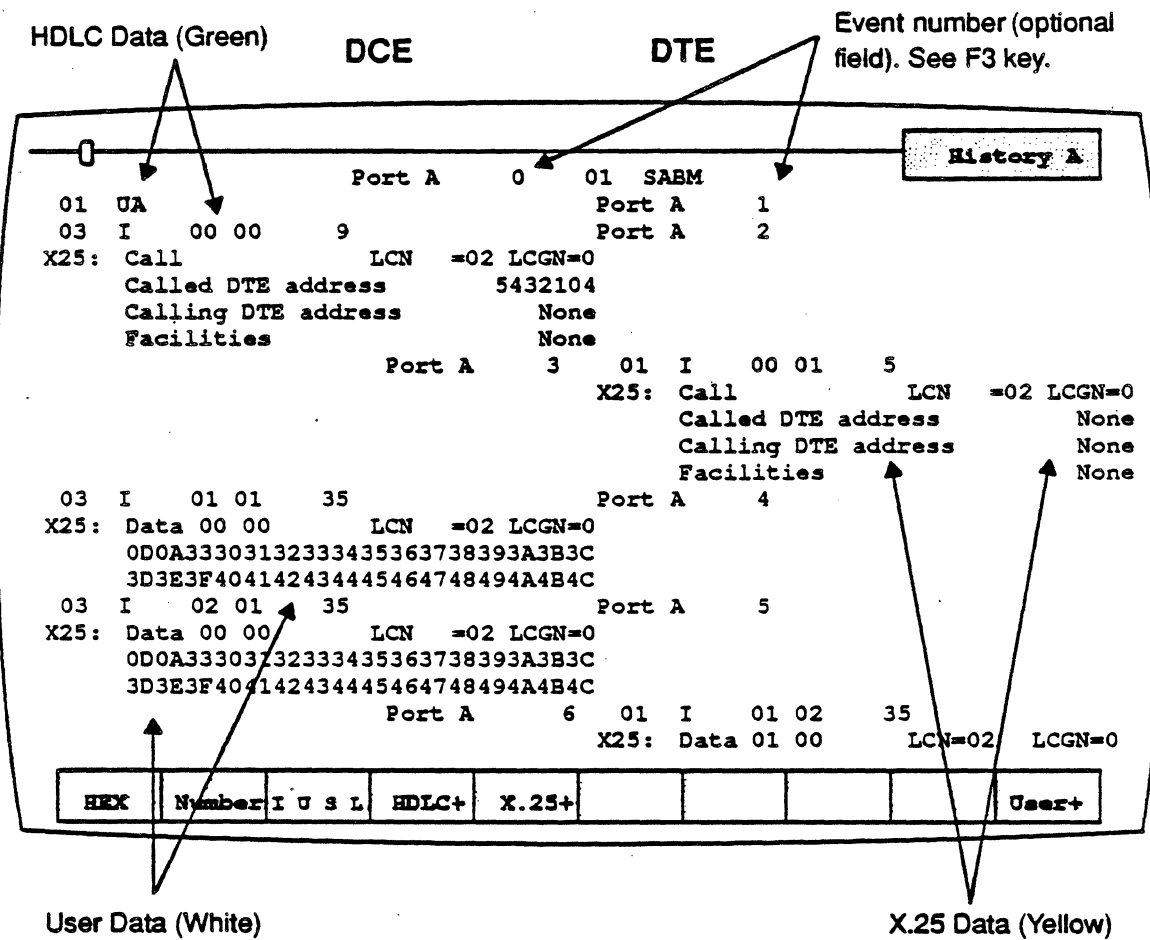 HDLC Data (Green)
DCE
DTE
Event number (optional
field). See F3 key.
History A
Port A 0 01 SABM
01 UA Port A 1
03 I 00 00 9 Port A 2
X25: Call LCN =02 LCGN=0
Called DTE address 5432104
Calling DTE address None
Facilities None
Port A 3 01 I 00 01 5
X25: Call LCN =02 LCGN=0
Called DTE address None
Calling DTE address None
Facilities None
03 I 01 01 35 Port A 4
X25: Data 00 00 LCN =02 LCGN=0
0D0A33303132333435363738393A3B3C
3D3E3F404142434445464748494A4B4C
03 I 02 01 35 Port A 5
X25: Data 00 00 LCN =02 LCGN=0
0D0A33303132333435363738393A3B3C
3D3E3F404142434445464748494A4B4C
Port A 6 01 I 01 02 35
X25: Data 01 00 LCN=02 LCGN=0
HEX Number I U S L HDLC+ X.25+ User+
User Data (White)
X.25 Data (Yellow)